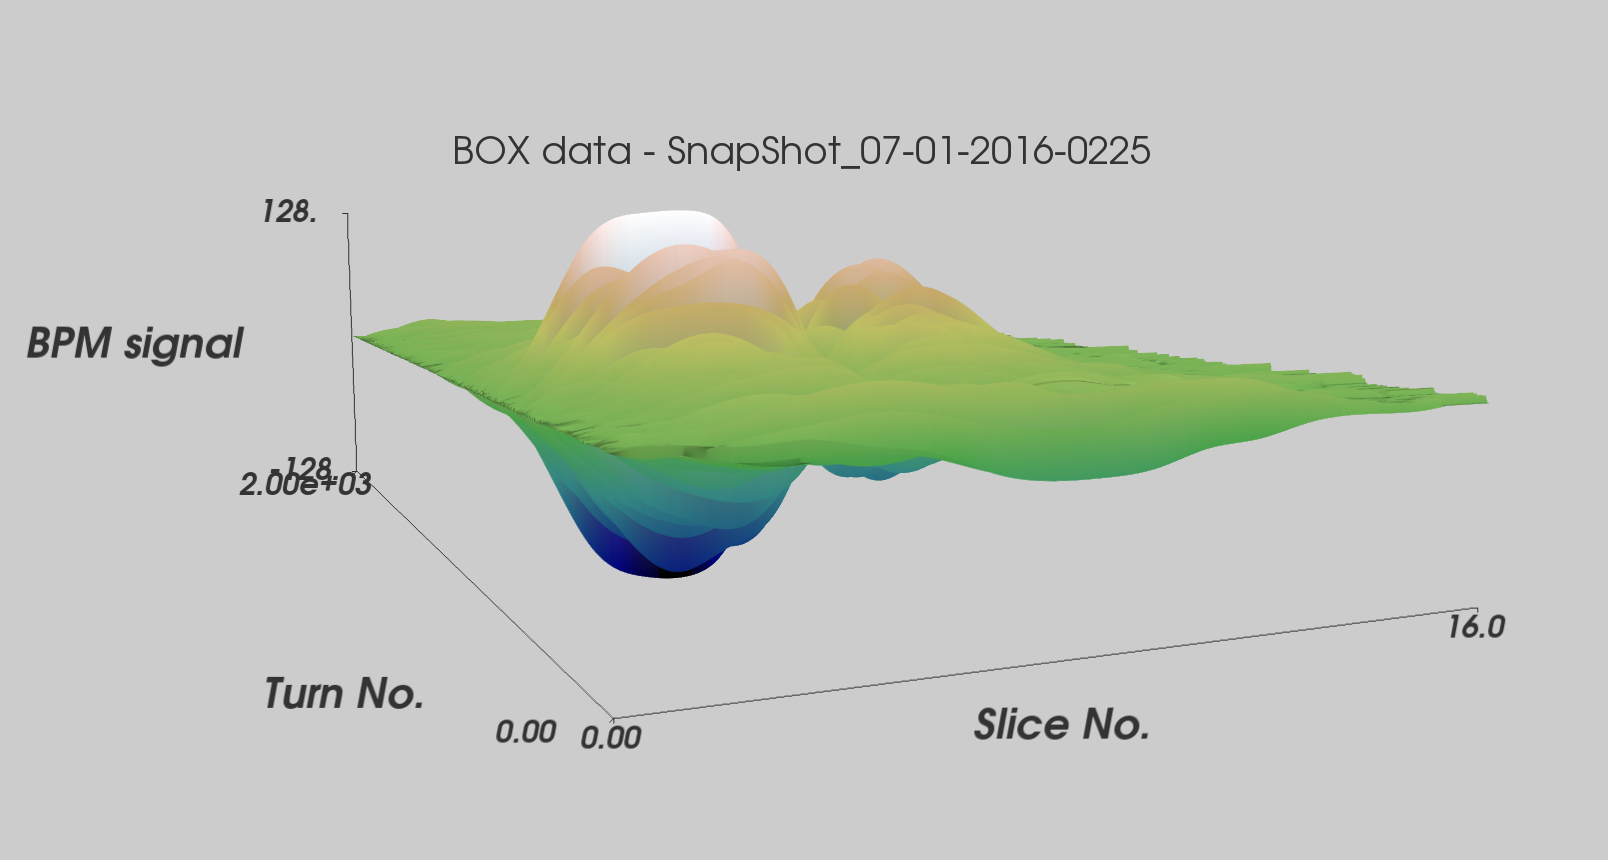 BOX data - SnapShot_07-01-2016-0225
128.
BPM signal
-128.
2.00e+03
Turn No.
0.00
0.00
Slice No.
16.0